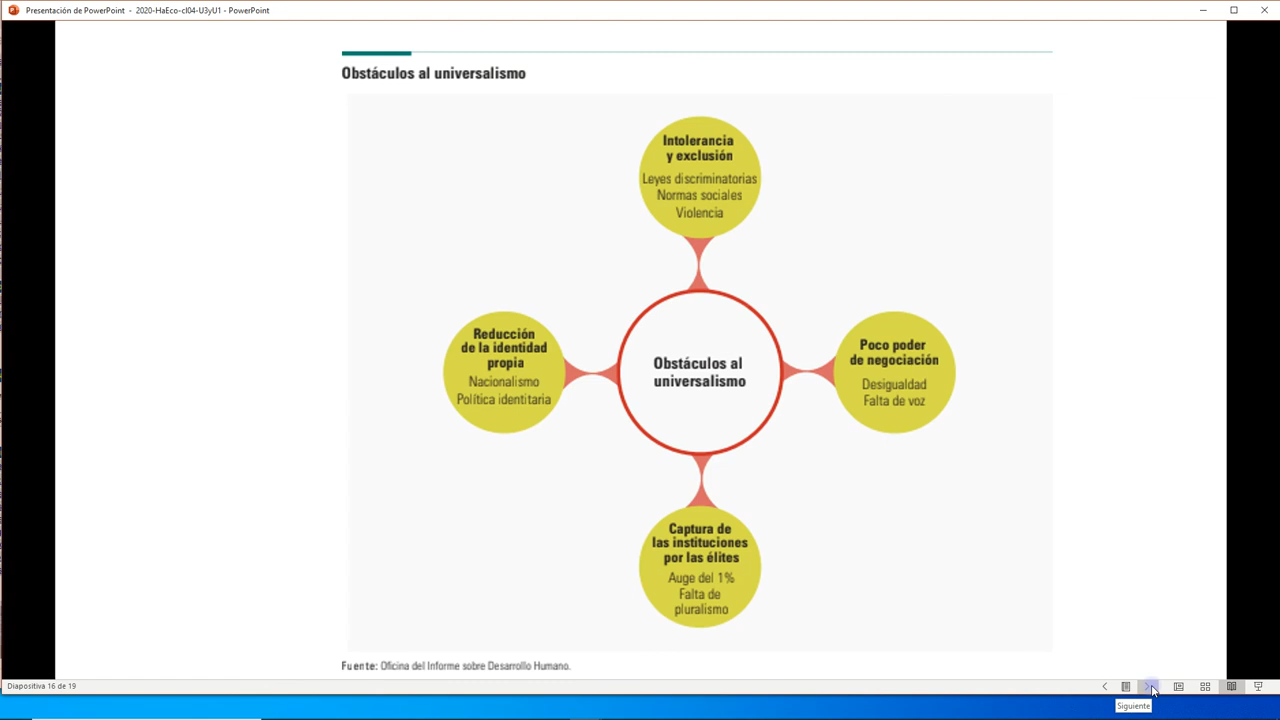 Presentación de PowerPoint - 2020-HaEco-cl04-U3yU1 - PowerPoint
Obstáculos al universalismo
Intolerancia
y exclusión
Leyes discriminatorias
Normas sociales
Violencia
Reducción
de la identidad
propia
Nacionalismo
Política identitaria
Obstáculos al
universalismo
Poco poder
de negociación
Desigualdad
Falta de voz
Captura de
las instituciones
por las élites
Auge del 1%
Falta de
pluralismo
Fuente: Oficina del Informe sobre Desarrollo Humano.
Diapositiva 16 de 19
Siguiente